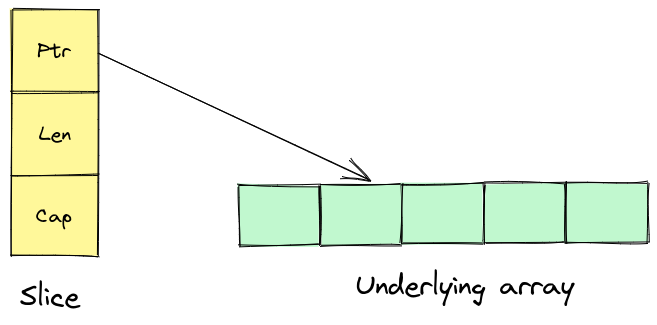 Ptr
Len
Cap
Slice
Underlying array